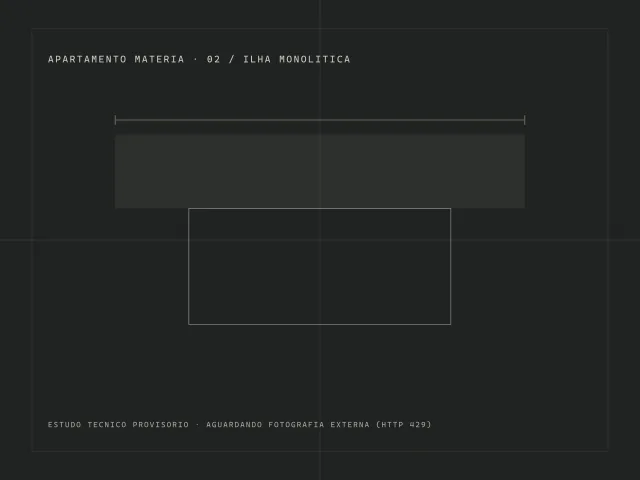 APARTAMENTO MATERIA · 02 / ILHA MONOLITICA
ESTUDO TECNICO PROVISORIO · AGUARDANDO FOTOGRAFIA EXTERNA (HTTP 429)